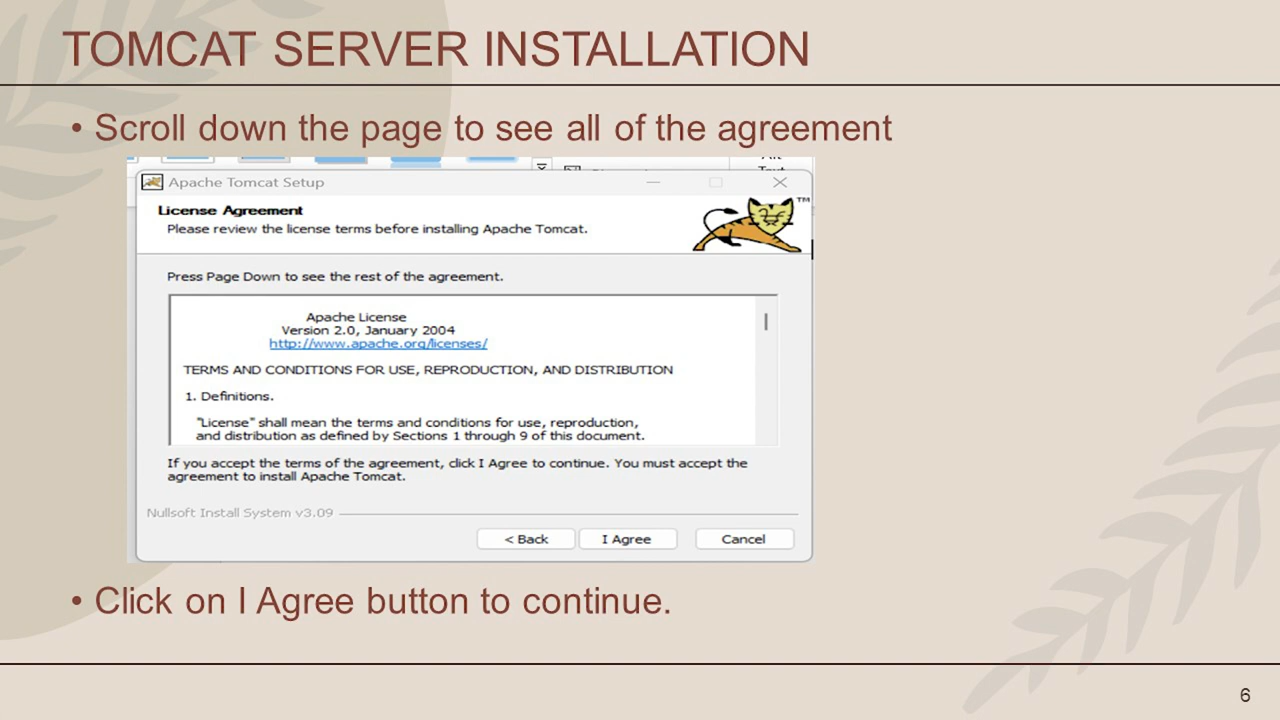 TOMCAT SERVER INSTALLATION
• Scroll down the page to see all of the agreement
Apache Tomcat Setup
License Agreement
Please review the license terms before installing Apache Tomcat.
TM
Press Page Down to see the rest of the agreement.
Apache License
Version 2.0, January 2004
http://www.apache.org/licenses/
TERMS AND CONDITIONS FOR USE, REPRODUCTION, AND DISTRIBUTION
1. Definitions.
"License" shall mean the terms and conditions for use, reproduction,
and distribution as defined by Sections 1 through 9 of this document.
If you accept the terms of the agreement, click I Agree to continue. You must accept the
agreement to install Apache Tomcat.
Nullsoft Install System v3.09
< Back I Agree Cancel
• Click on I Agree button to continue.
6